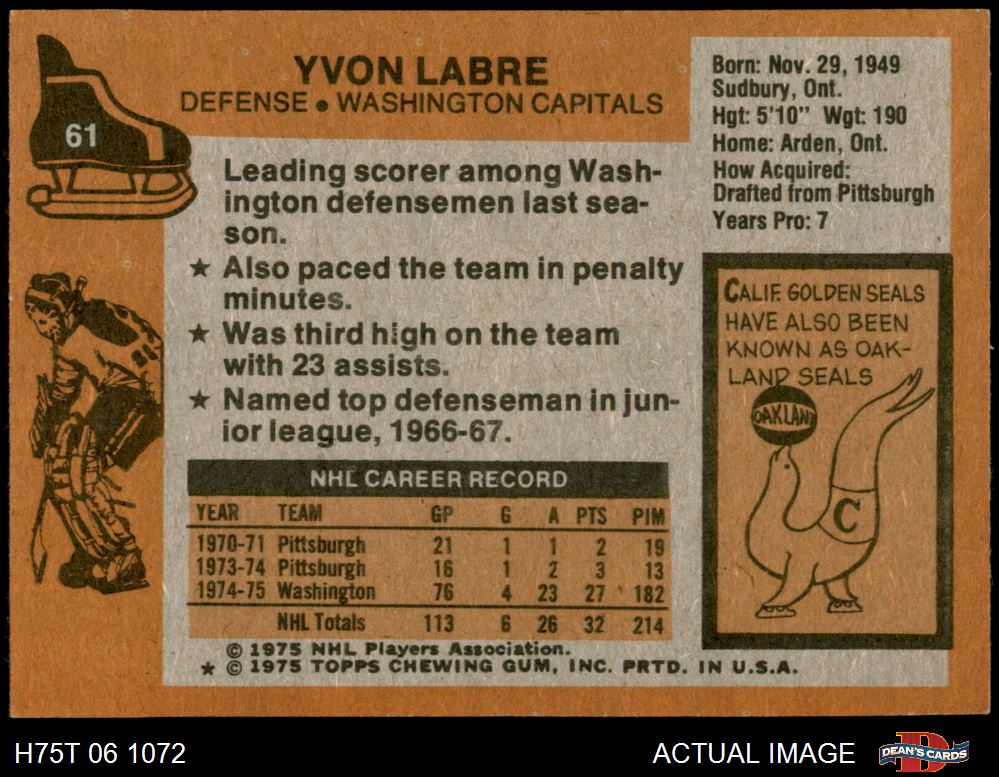 YVON LABRE
DEFENSE • WASHINGTON CAPITALS
61
Born: Nov. 29, 1949
Sudbury, Ont.
Hgt: 5'10" Wgt: 190
Home: Arden, Ont.
How Acquired:
Drafted from Pittsburgh
Years Pro: 7
Leading scorer among Wash-
ington defensemen last sea-
son.
★ Also paced the team in penalty
minutes.
★ Was third high on the team
with 23 assists.
★ Named top defenseman in jun-
ior league, 1966-67.
CALIF. GOLDEN SEALS
HAVE ALSO BEEN
KNOWN AS OAK-
LAND SEALS
OAKLAND
C
NHL CAREER RECORD
YEAR TEAM GP G A PTS PIM
1970-71 Pittsburgh 21 1 1 2 19
1973-74 Pittsburgh 16 1 2 3 13
1974-75 Washington 76 4 23 27 182
NHL Totals 113 6 26 32 214
© 1975 NHL Players Association.
★ © 1975 TOPPS CHEWING GUM, INC. PRTD. IN U.S.A.
H75T 06 1072
ACTUAL IMAGE
D
DEAN'S CARDS